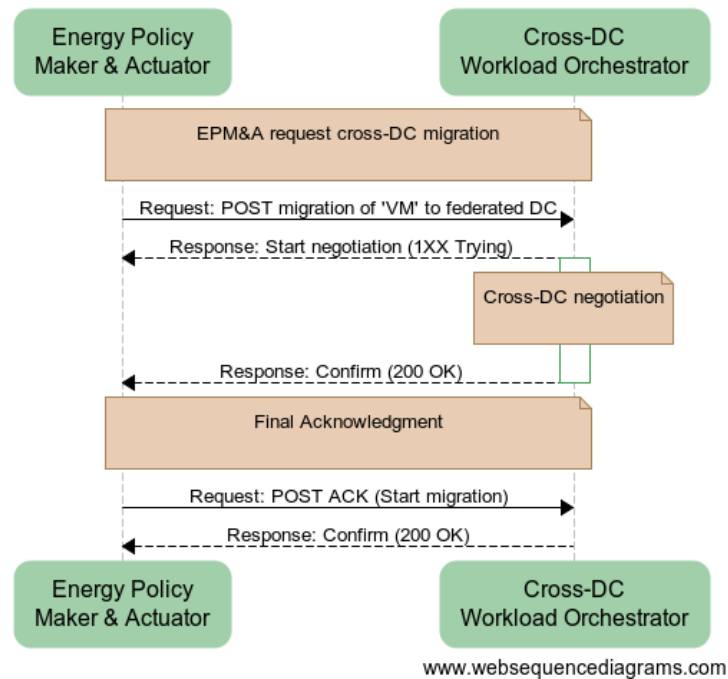 Energy Policy
Maker & Actuator
Cross-DC
Workload Orchestrator
EPM&A request cross-DC migration
Request: POST migration of 'VM' to federated DC
Response: Start negotiation (1XX Trying)
Cross-DC negotiation
Response: Confirm (200 OK)
Final Acknowledgment
Request: POST ACK (Start migration)
Response: Confirm (200 OK)
Energy Policy
Maker & Actuator
Cross-DC
Workload Orchestrator
www.websequencediagrams.com